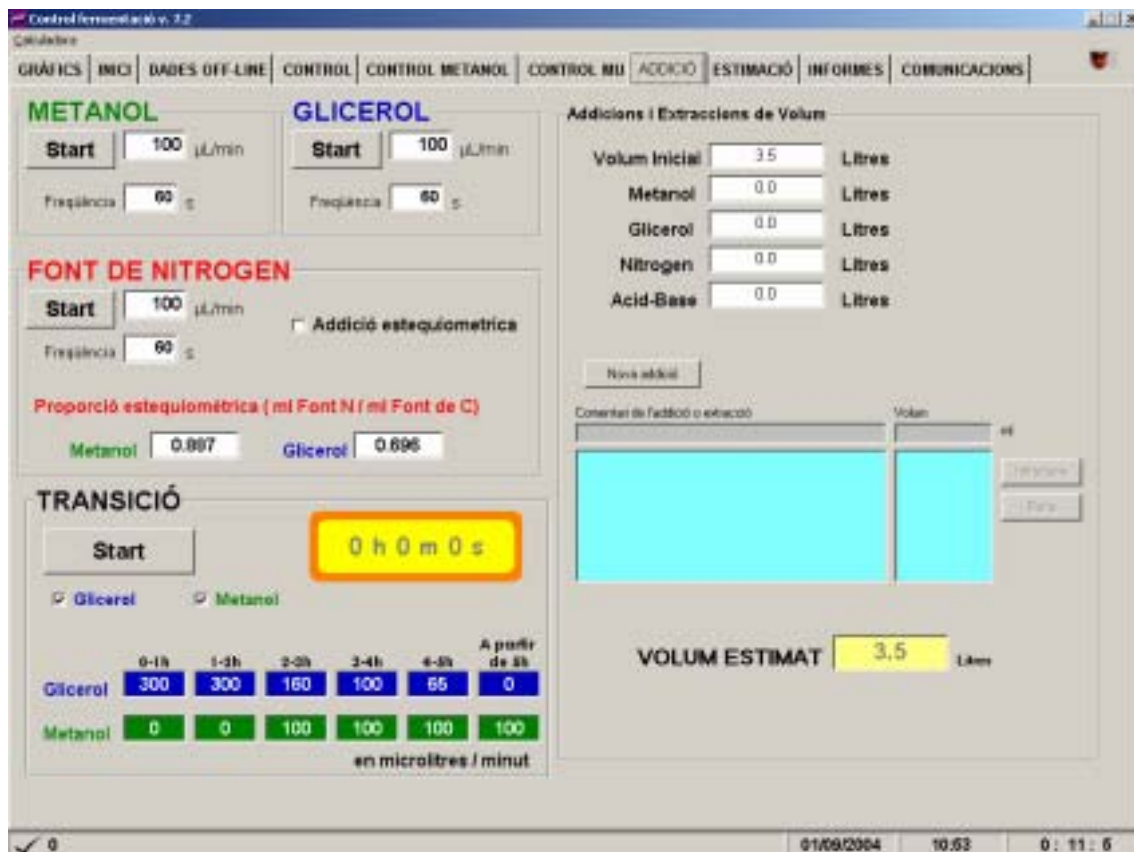 Control fermentació v. 7.2
Calculadora
GRÀFICS INICI DADES OFF-LINE CONTROL CONTROL METANOL CONTROL MU ADDICIÓ ESTIMACIÓ INFORMES COMUNICACIONS
METANOL
Start 100 µL/min
Freqüència 60 s
GLICEROL
Start 100 µL/min
Freqüència 60 s
FONT DE NITROGEN
Start 100 µL/min
Addició estequiometrica
Freqüència 60 s
Proporció estequiométrica ( ml Font N / ml Font de C)
Metanol 0.897 Glicerol 0.696
TRANSICIÓ
Start 0 h 0 m 0 s
Glicerol Metanol
0-1h 1-2h 2-3h 3-4h 4-5h A partir de 5h
Glicerol 300 300 160 100 65 0
Metanol 0 0 100 100 100 100
en microlitres / minut
Addicions i Extraccions de Volum
Volum Inicial 3.5 Litres
Metanol 0.0 Litres
Glicerol 0.0 Litres
Nitrogen 0.0 Litres
Acid-Base 0.0 Litres
Nova addició
Comentari de l'addició o extracció Volum
ml
VOLUM ESTIMAT 3.5 Litres
0 01/09/2004 10:53 0: 11: 6